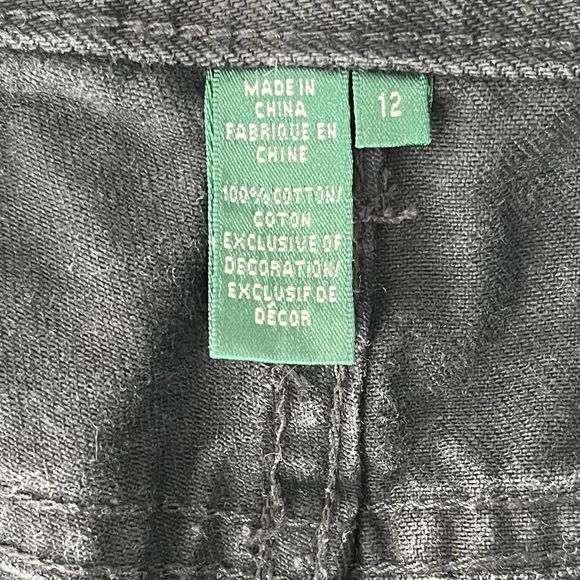 MADE IN
CHINA
FABRIQUE EN
CHINE
100% COTTON/
COTON
EXCLUSIVE OF
DECORATION/
EXCLUSIF DE
DÉCOR
12